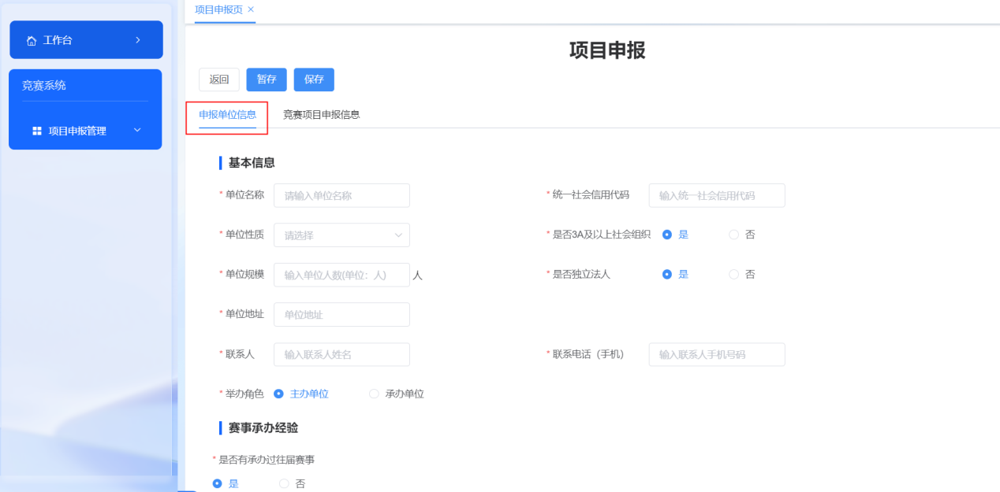 项目申报页 ×
工作台
竞赛系统
项目申报管理
项目申报
返回 暂存 保存
申报单位信息 竞赛项目申报信息
基本信息
* 单位名称 请输入单位名称 * 统一社会信用代码 输入统一社会信用代码
* 单位性质 请选择 * 是否3A及以上社会组织 是 否
* 单位规模 输入单位人数(单位：人) 人 * 是否独立法人 是 否
* 单位地址 单位地址
* 联系人 输入联系人姓名 * 联系电话（手机） 输入联系人手机号码
* 举办角色 主办单位 承办单位
赛事承办经验
* 是否有承办过往届赛事
是 否